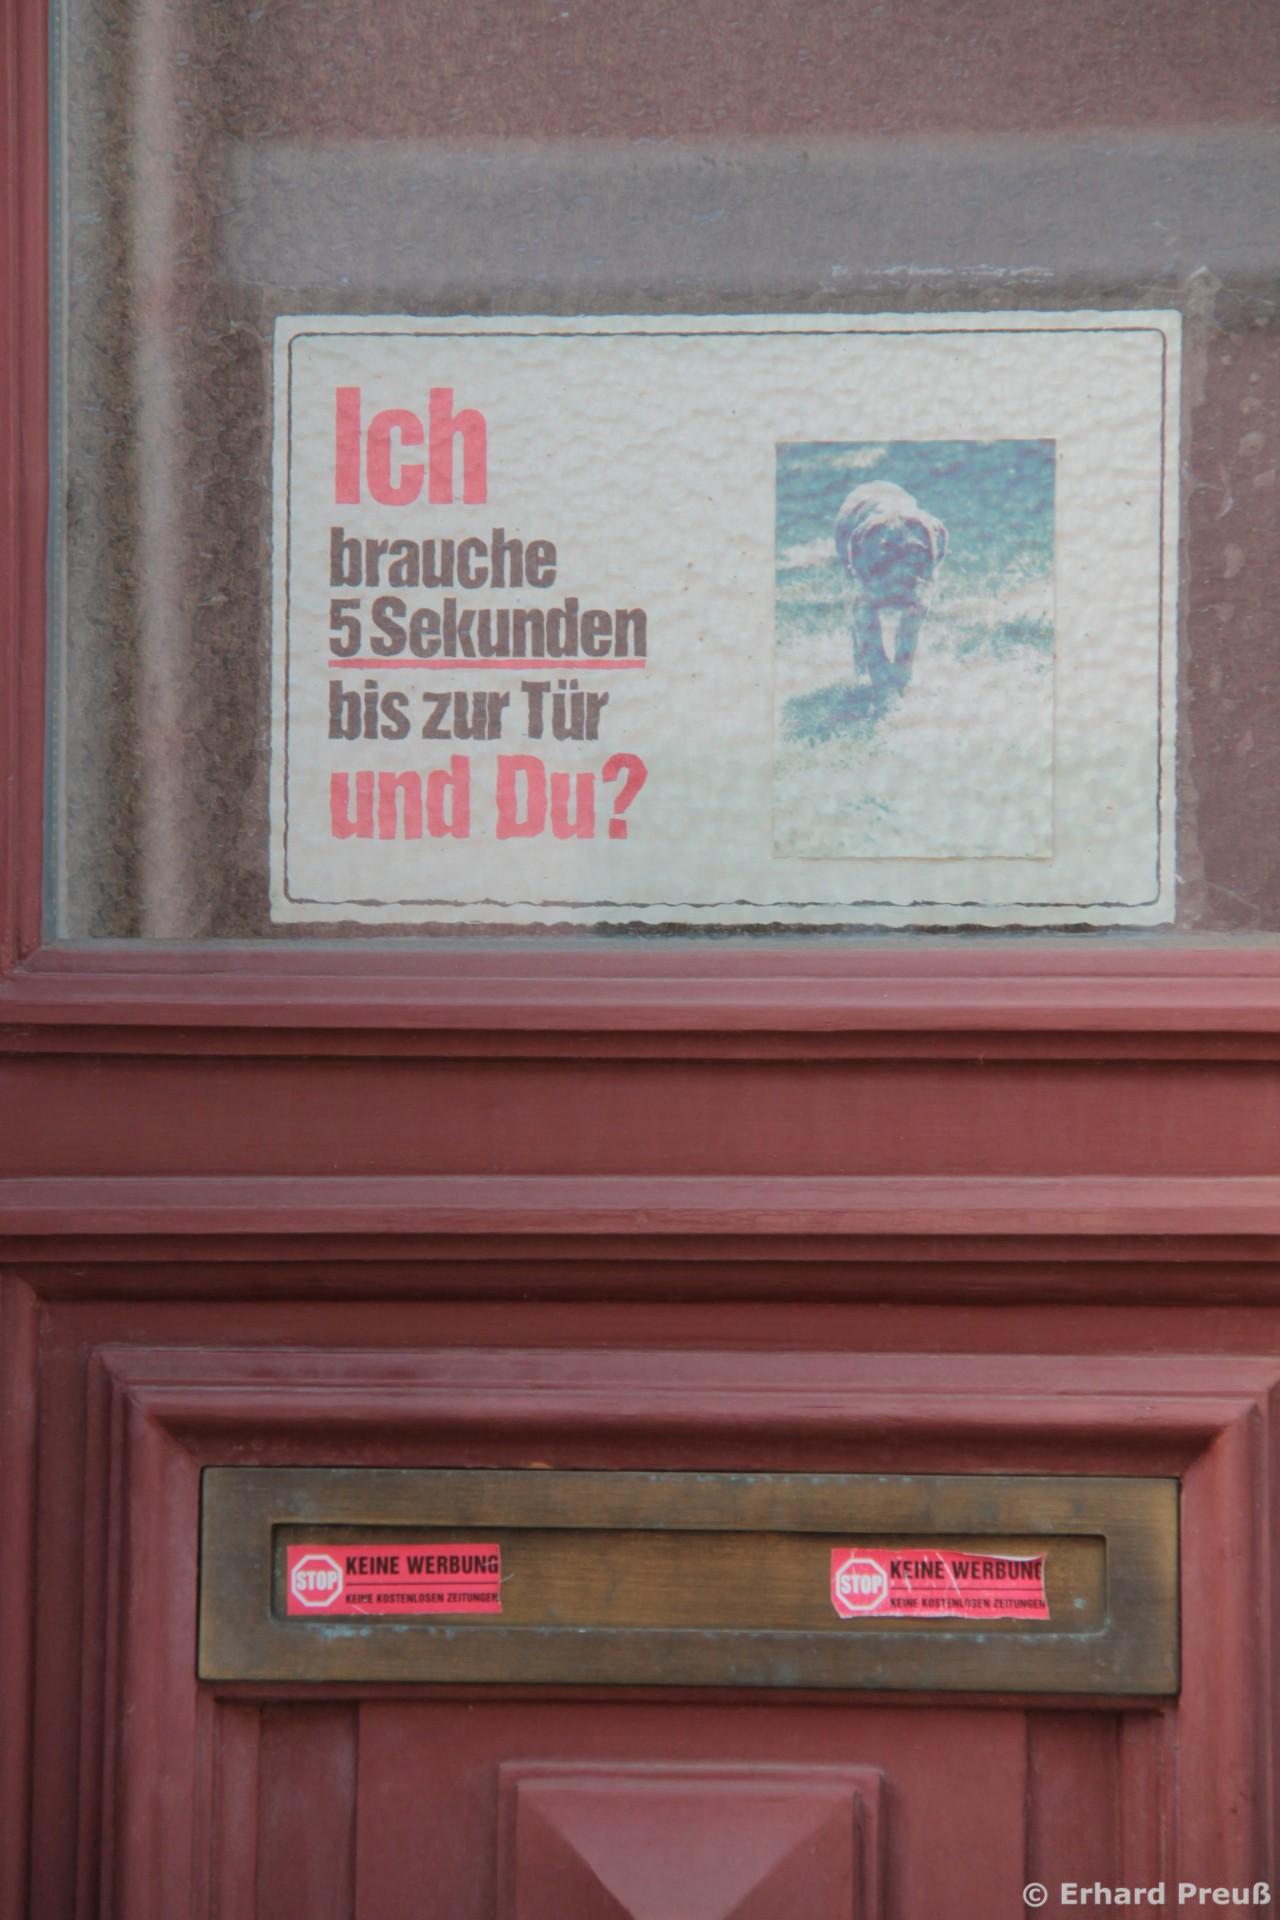 Ich
brauche
5 Sekunden
bis zur Tür
und Du?
STOP
KEINE WERBUNG
KEINE KOSTENLOSEN ZEITUNGEN
STOP
KEINE WERBUNG
KEINE KOSTENLOSEN ZEITUNGEN
© Erhard Preuß